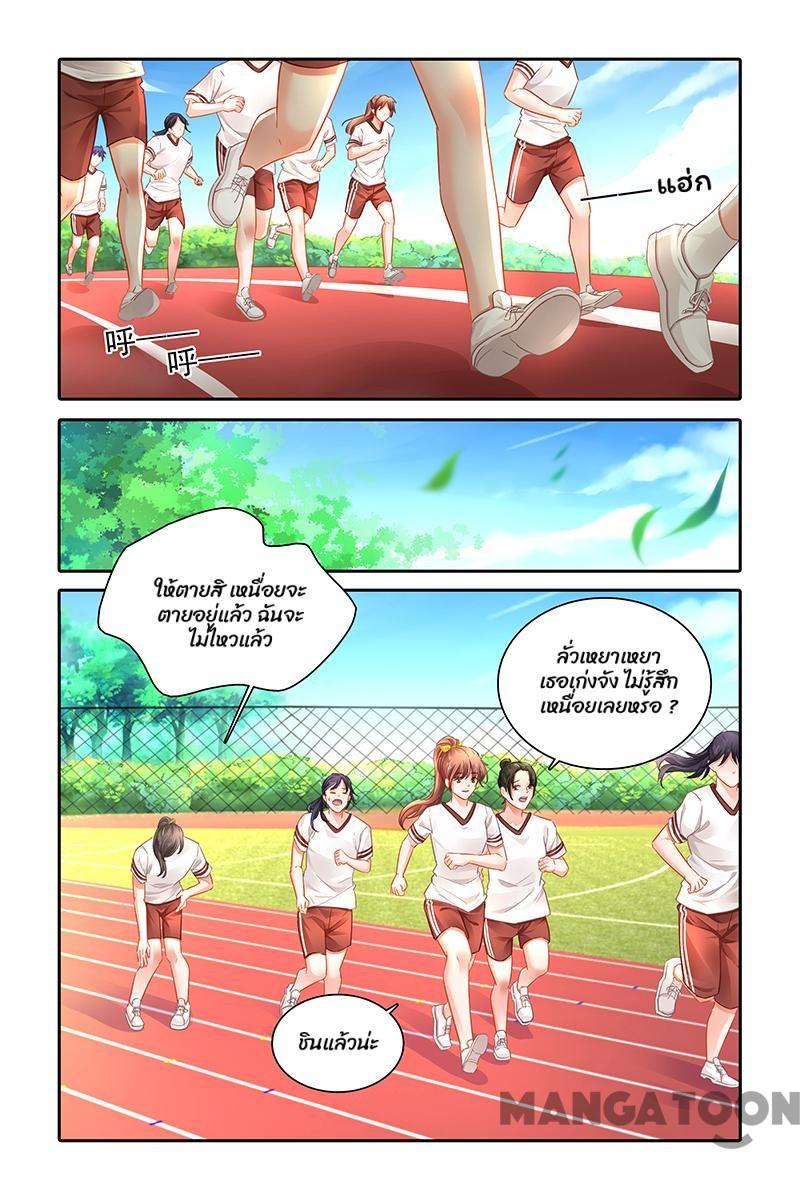 แฮ่ก
呼——
呼——
ให้ตายสิ เหนื่อยจะ
ตายอยู่แล้ว ฉันจะ
ไม่ไหวแล้ว
ลั่วเหยาเหยา
เธอเก่งจัง ไม่รู้สึก
เหนื่อยเลยหรอ ?
ชินแล้วน่ะ
MANGATOON